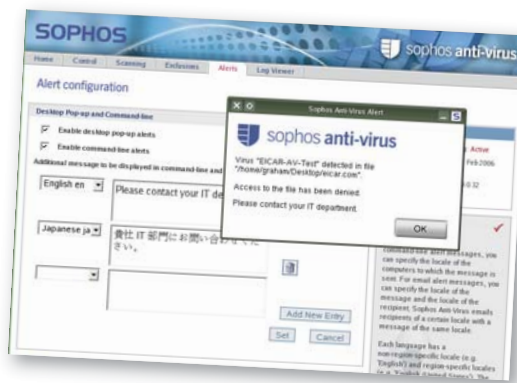 SOPHOS
sophos anti-virus
Home Control Scanning Exclusions Alerts Log Viewer
Alert configuration
Desktop Pop-up and Command-line
Enable desktop pop-up alerts
Enable command-line alerts
Additional message to be displayed in command-line and
English en
Please contact your IT de
Japanese ja
貴社 IT 部門にお問い合わせくだ
さい。
Add New Entry
Set Cancel
Sophos Anti-Virus Alert
S
sophos anti-virus
Virus "EICAR-AV-Test" detected in file
"/home/graham/Desktop/eicar.com".
Access to the file has been denied.
Please contact your IT department.
OK
Active
Feb 2006
command-line alert messages, you
can specify the locale of the
computers to which the message is
sent. For email alert messages, you
can specify the locale of the
message and the locale of the
recipient; Sophos Anti-Virus emails
recipients of a certain locale with a
message of the same locale.
Each language has a
non-region-specific locale (e.g.
'English') and region-specific locales